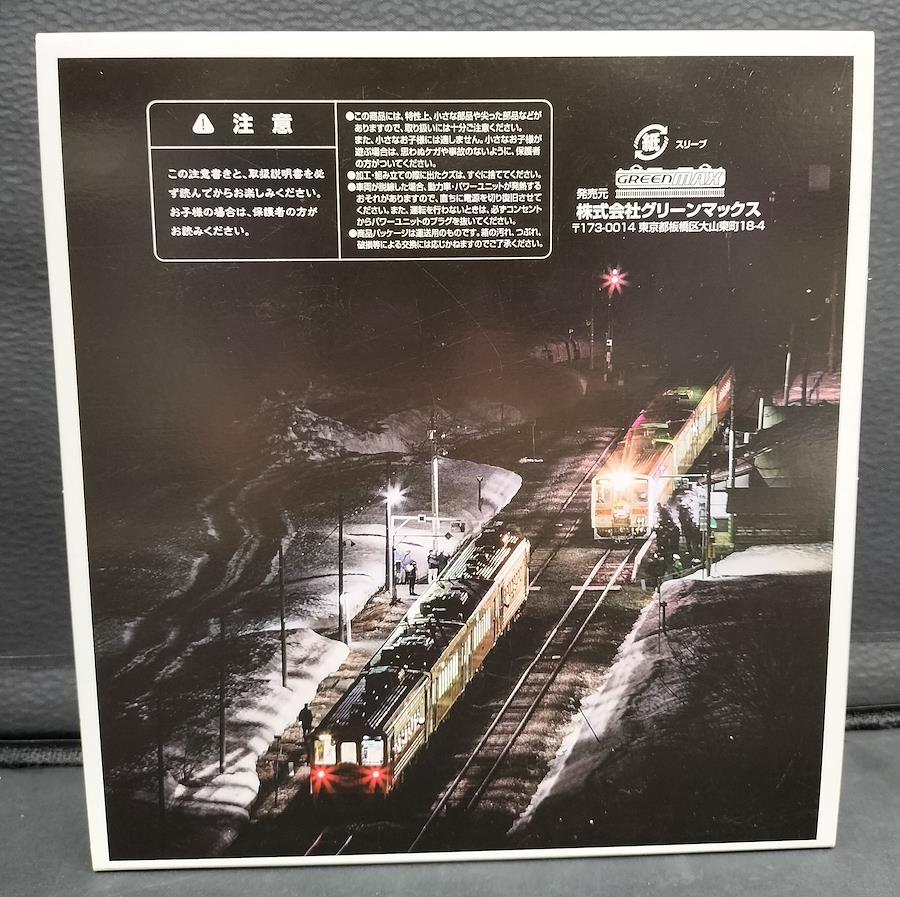 注意
この注意書きと、取扱説明書を必
ず読んでからお楽しみください。
お子様の場合は、保護者の方が
お読みください。
●この商品には、特性上、小さな部品や尖った部品などが
ありますので、取り扱いには十分ご注意ください。
また、小さなお子様には適しません。小さなお子様が
遊ぶ場合は、思わぬケガや事故のないように、保護者
の方がついてください。
●加工・組み立ての際に出たクズは、すぐに捨ててください。
●車両が脱線した場合、動力車・パワーユニットが発熱する
おそれがありますので、直ちに電源を切り復旧させて
ください。また、運転を行わないときは、必ずコンセント
からパワーユニットのプラグを抜いてください。
●商品パッケージは運送用のものです。紙の汚れ、つぶれ、
破損等による交換には応じかねますのでご了承ください。
紙
スリーブ
GREENMAX
発売元
株式会社グリーンマックス
〒173-0014 東京都板橋区大山東町18-4